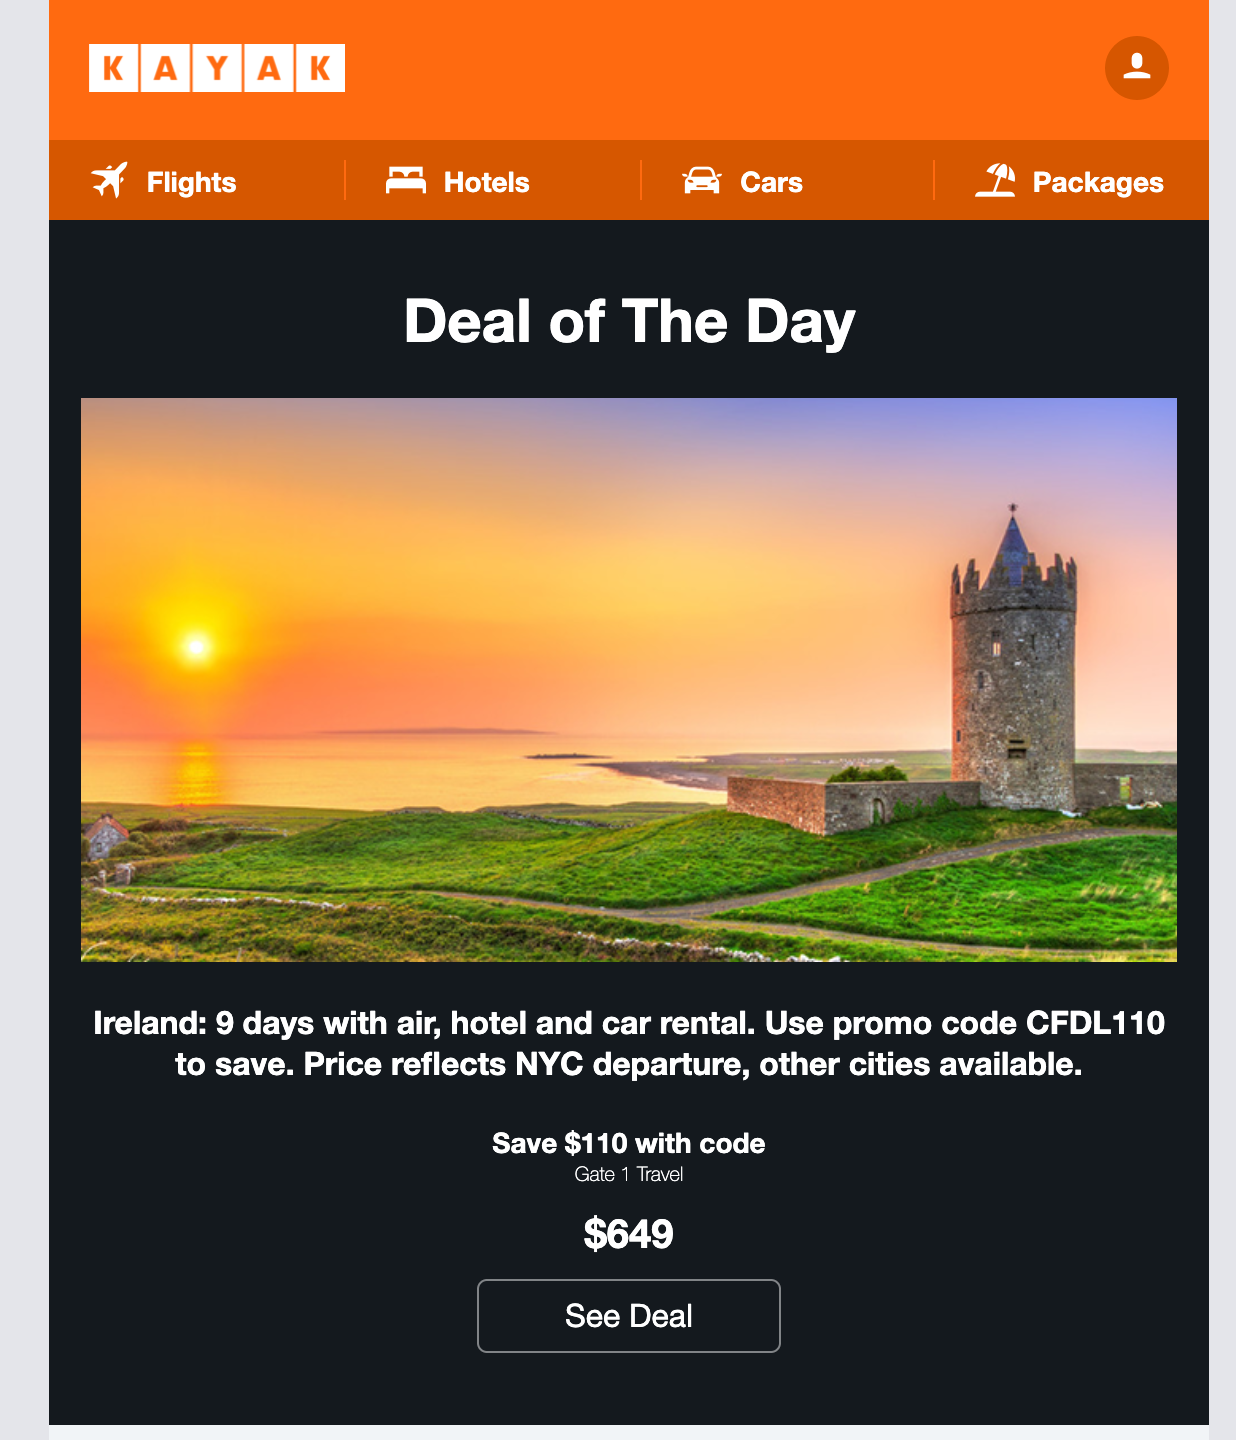 KAYAK
Flights
Hotels
Cars
Packages
Deal of The Day
Ireland: 9 days with air, hotel and car rental. Use promo code CFDL110
to save. Price reflects NYC departure, other cities available.
Save $110 with code
Gate 1 Travel
$649
See Deal